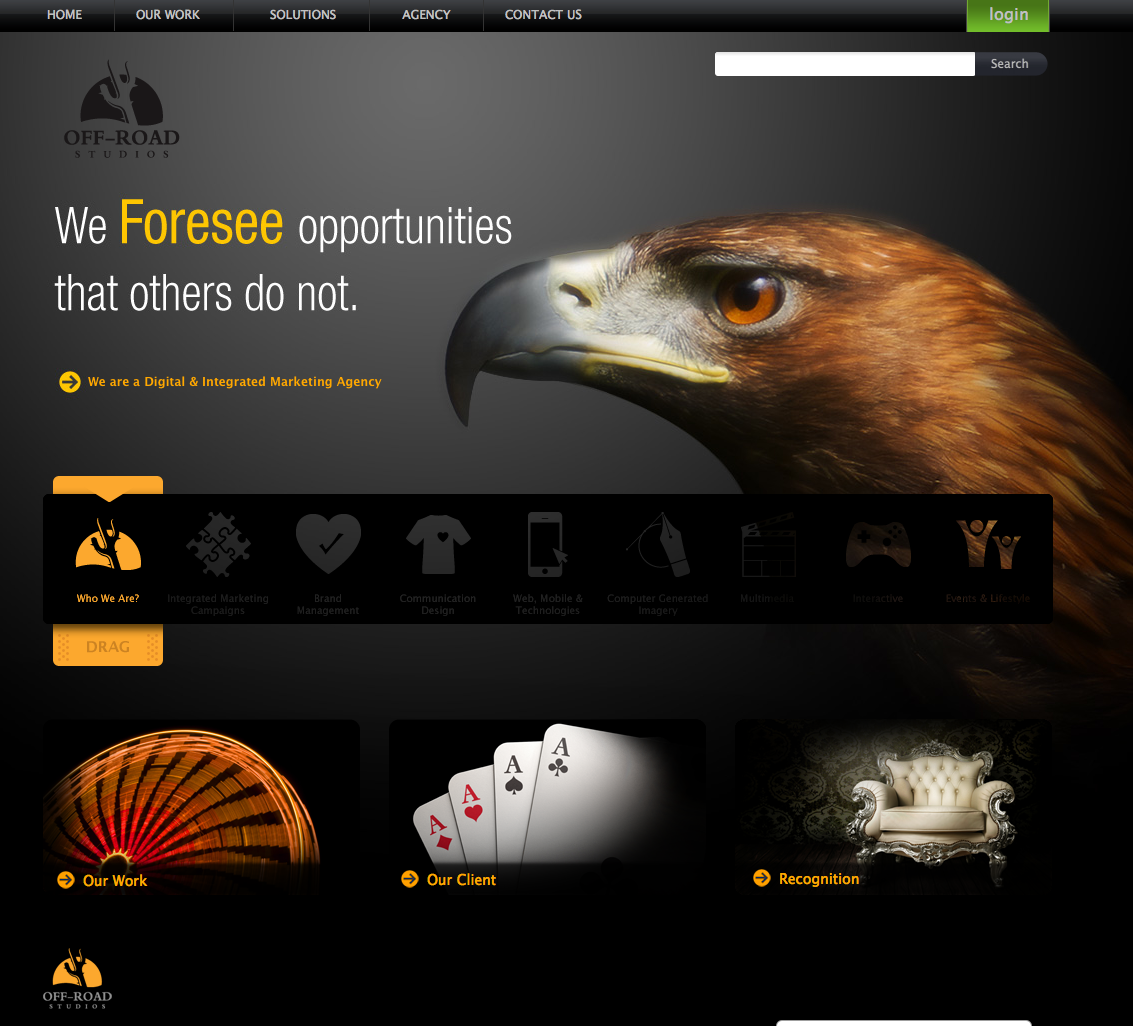 HOME OUR WORK SOLUTIONS AGENCY CONTACT US login
Search
OFF-ROAD
STUDIOS
We Foresee opportunities
that others do not.
We are a Digital & Integrated Marketing Agency
Who We Are?
Integrated Marketing
Campaigns
Brand
Management
Communication
Design
Web, Mobile &
Technologies
Computer Generated
Imagery
Multimedia
Interactive
Events & Lifestyle
DRAG
A
A
A
A
Our Work
Our Client
Recognition
OFF-ROAD
STUDIOS